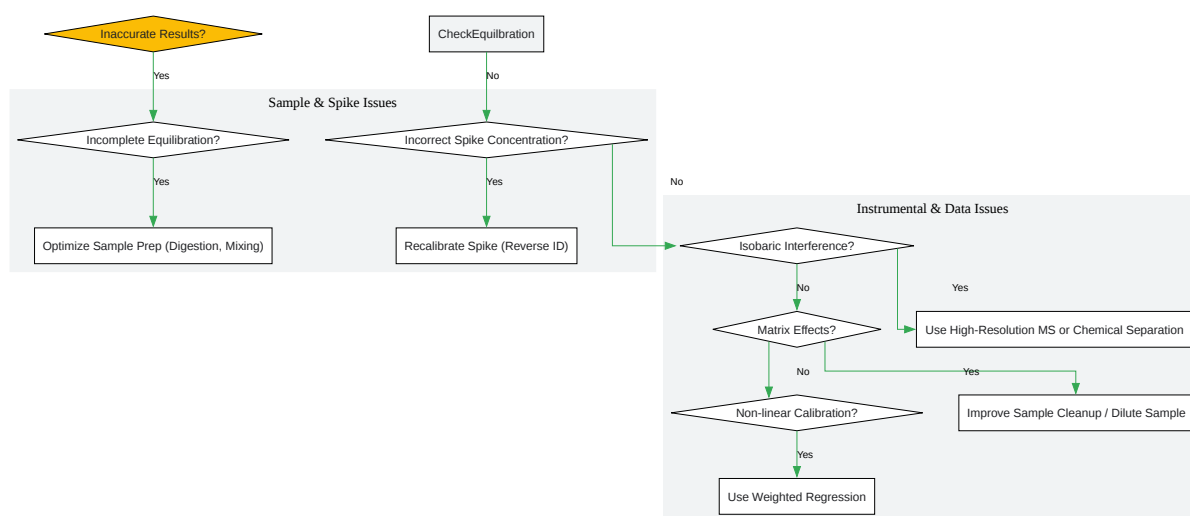 Inaccurate Results?
CheckEquilbration
Yes
No
Sample & Spike Issues
Incomplete Equilibration?
Incorrect Spike Concentration?
Yes
Yes
No
Instrumental & Data Issues
Optimize Sample Prep (Digestion, Mixing)
Recalibrate Spike (Reverse ID)
Isobaric Interference?
No
Yes
Matrix Effects?
Use High-Resolution MS or Chemical Separation
No
Yes
Non-linear Calibration?
Improve Sample Cleanup / Dilute Sample
Yes
Use Weighted Regression